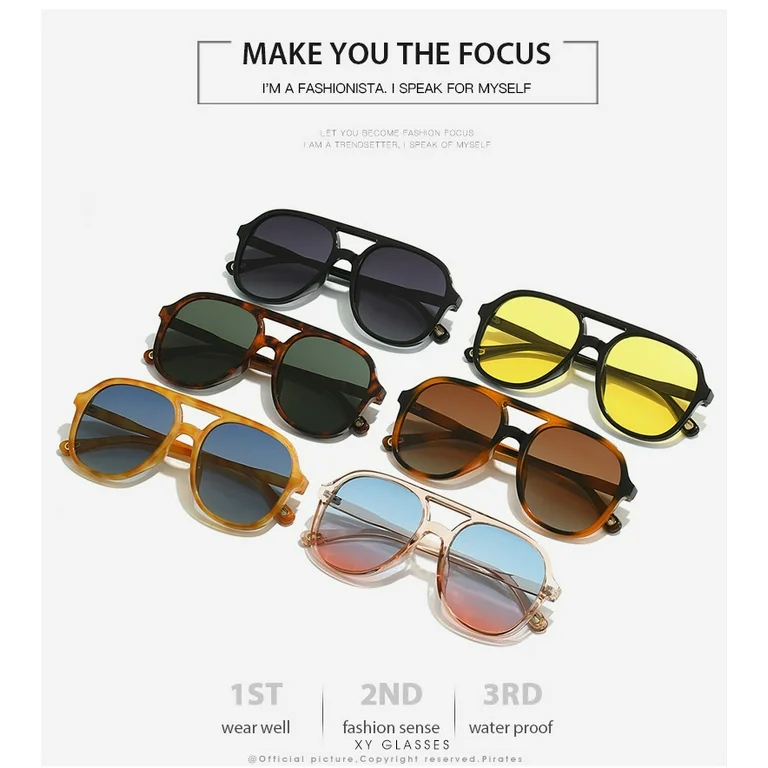 MAKE YOU THE FOCUS
I'M A FASHIONISTA. I SPEAK FOR MYSELF
LET YOU BECOME FASHION FOCUS
I AM A TRENDSETTER, I SPEAK OF MYSELF
1ST 2ND 3RD
wear well fashion sense water proof
XY GLASSES
@Official picture.Copyright reserved.Pirates